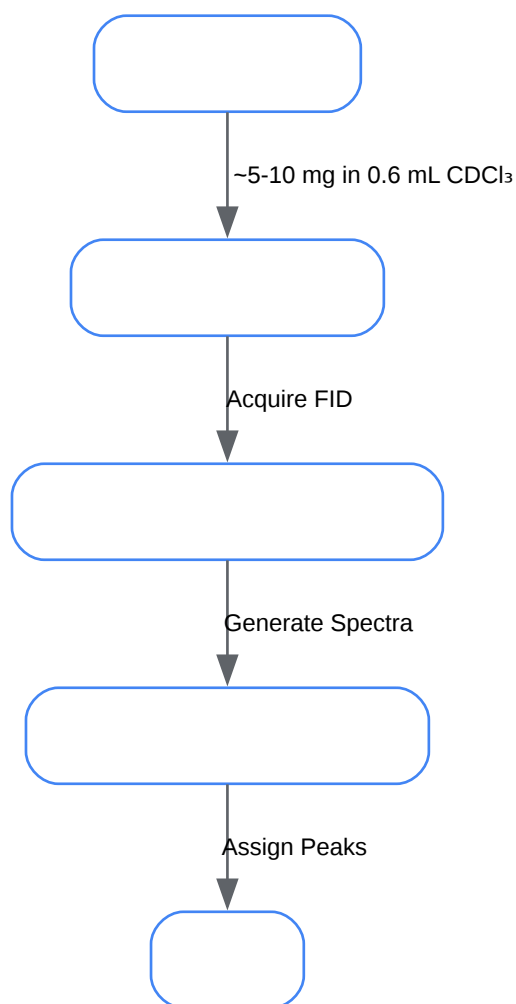 ~5-10 mg in 0.6 mL CDCl₃
Acquire FID
Generate Spectra
Assign Peaks